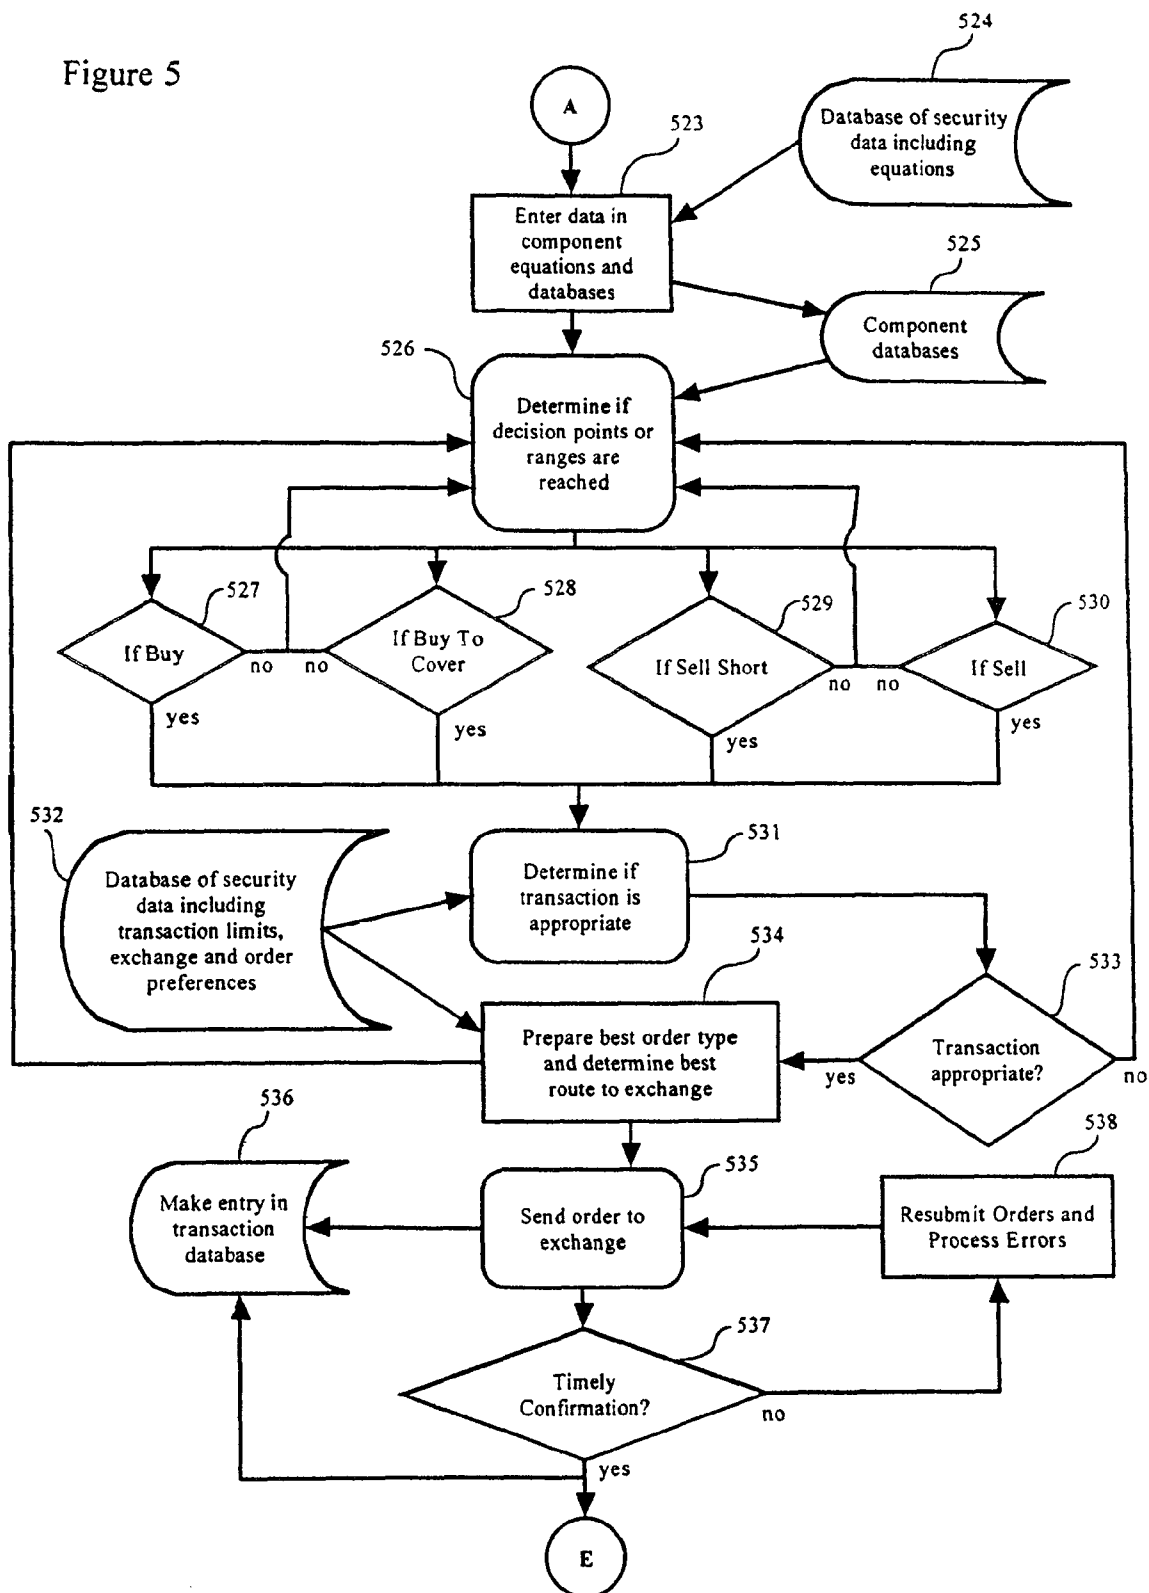 524
Figure 5
A
523
Database of security
data including
equations
Enter data in
component
equations and
databases
525
Component
databases
526
Determine if
decision points or
ranges are
reached
527
528
529
530
If Buy
If Buy To
Cover
If Sell Short
If Sell
no
no
no
no
yes
yes
yes
yes
532
531
Database of security
data including
transaction limits,
exchange and order
preferences
Determine if
transaction is
appropriate
534
533
Prepare best order type
and determine best
route to exchange
Transaction
appropriate?
yes
no
536
535
538
Make entry in
transaction
database
Send order to
exchange
Resubmit Orders and
Process Errors
537
Timely
Confirmation?
no
yes
E